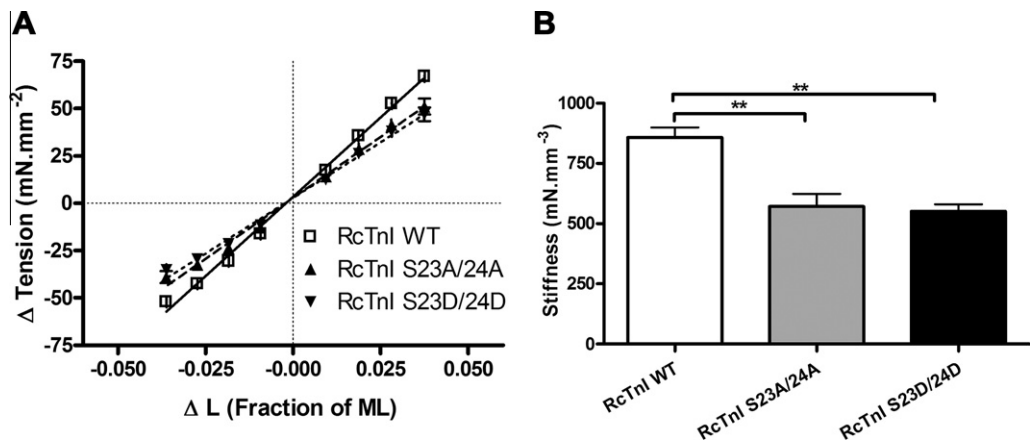 A
Δ Tension (mN.mm-2)
75
50
25
0
-25
-50
-75
-0.050
-0.025
-0.000
0.025
0.050
Δ L (Fraction of ML)
RcTnI WT
RcTnI S23A/24A
RcTnI S23D/24D
B
Stiffness (mN.mm-3)
1000
750
500
250
0
**
**
RcTnI WT
RcTnI S23A/24A
RcTnI S23D/24D